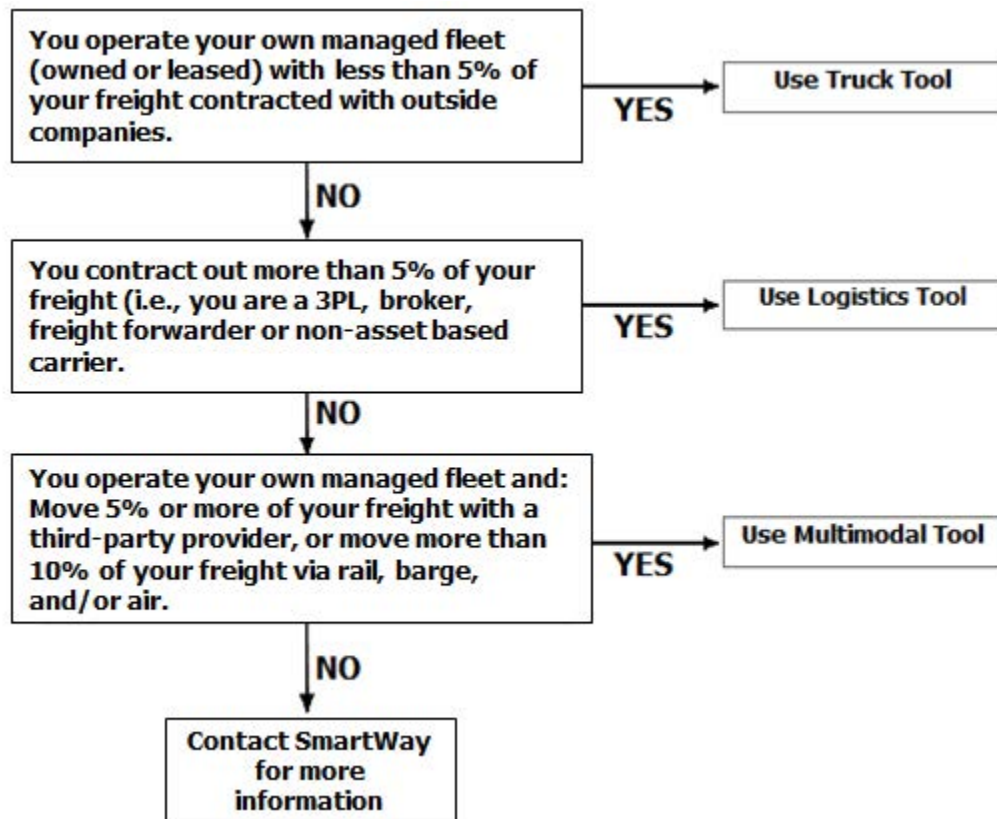 You operate your own managed fleet
(owned or leased) with less than 5% of
your freight contracted with outside
companies.
YES
Use Truck Tool
NO
You contract out more than 5% of your
freight (i.e., you are a 3PL, broker,
freight forwarder or non-asset based
carrier.
YES
Use Logistics Tool
NO
You operate your own managed fleet and:
Move 5% or more of your freight with a
third-party provider, or move more than
10% of your freight via rail, barge,
and/or air.
YES
Use Multimodal Tool
NO
Contact SmartWay
for more
information